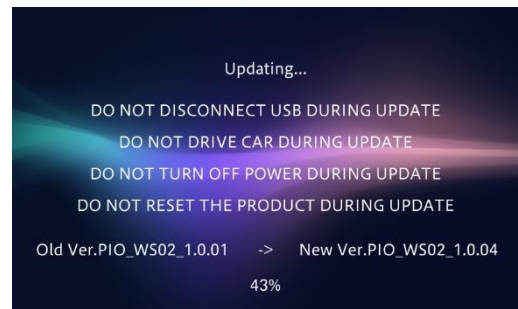 Updating...
DO NOT DISCONNECT USB DURING UPDATE
DO NOT DRIVE CAR DURING UPDATE
DO NOT TURN OFF POWER DURING UPDATE
DO NOT RESET THE PRODUCT DURING UPDATE
Old Ver.PIO_WS02_1.0.01 -> New Ver.PIO_WS02_1.0.04
43%